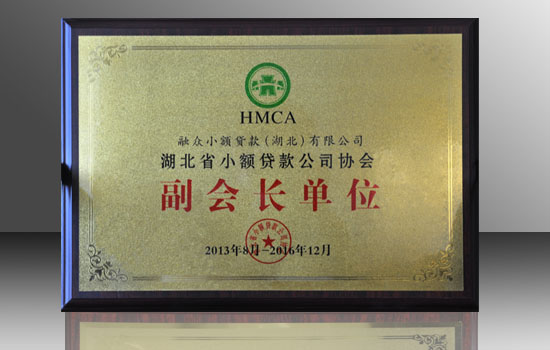 HMCA
融众小额贷款(湖北)有限公司
湖北省小额贷款公司协会
副会长单位
2013年8月-2016年12月